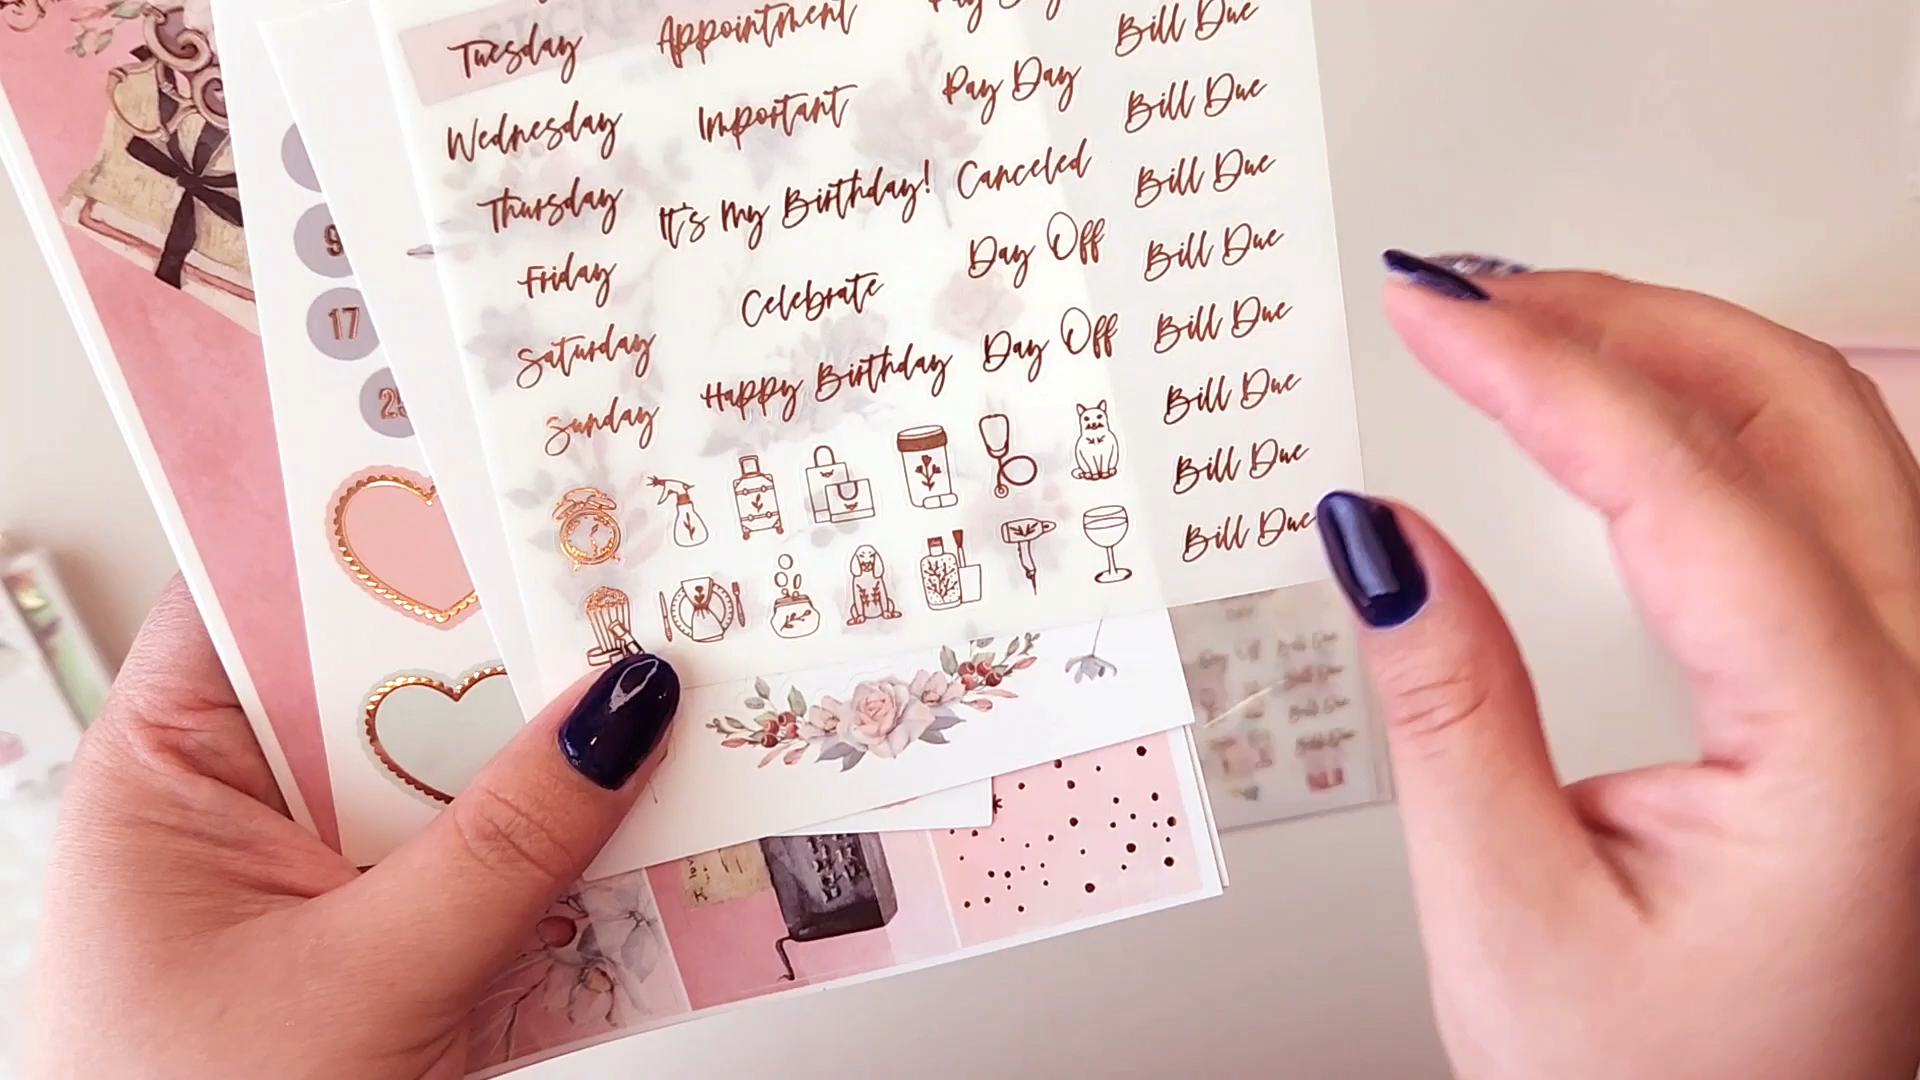 Tuesday
Wednesday
Thursday
Friday
Saturday
Sunday
Appointment
Important
It's My Birthday!
Celebrate
Happy Birthday
Pay Day
Canceled
Day Off
Day Off
Bill Due
Bill Due
Bill Due
Bill Due
Bill Due
Bill Due
Bill Due
Bill Due
9
17
25